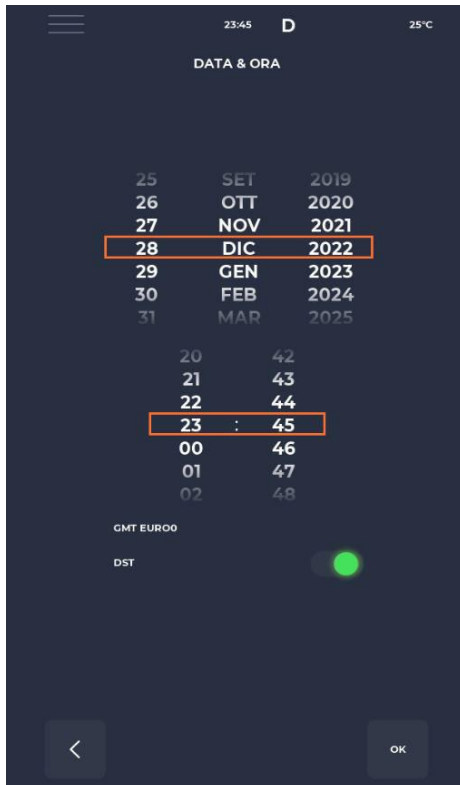 23:45 D 25°C
DATA & ORA
25 SET 2019
26 OTT 2020
27 NOV 2021
28 DIC 2022
29 GEN 2023
30 FEB 2024
31 MAR 2025
20 42
21 43
22 44
23 : 45
00 46
01 47
02 48
GMT EURO0
DST
OK